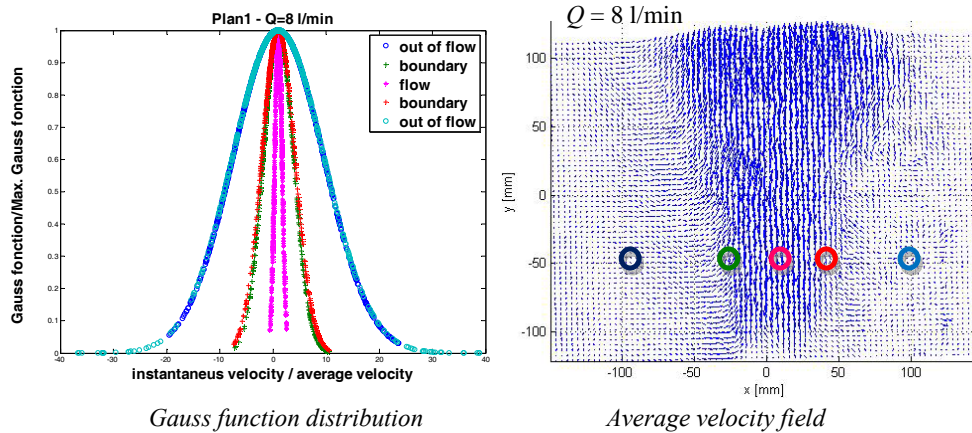 Plan1 - Q=8 l/min
Gauss fonction/Max. Gauss fonction
1
0.9
0.8
0.7
0.6
0.5
0.4
0.3
0.2
0.1
0
-40
-30
-20
-10
0
10
20
30
40
out of flow
boundary
flow
boundary
out of flow
instantaneus velocity / average velocity
Gauss function distribution
Q = 8 l/min
y [mm]
100
50
0
-50
-100
-100
-50
0
50
100
x [mm]
Average velocity field